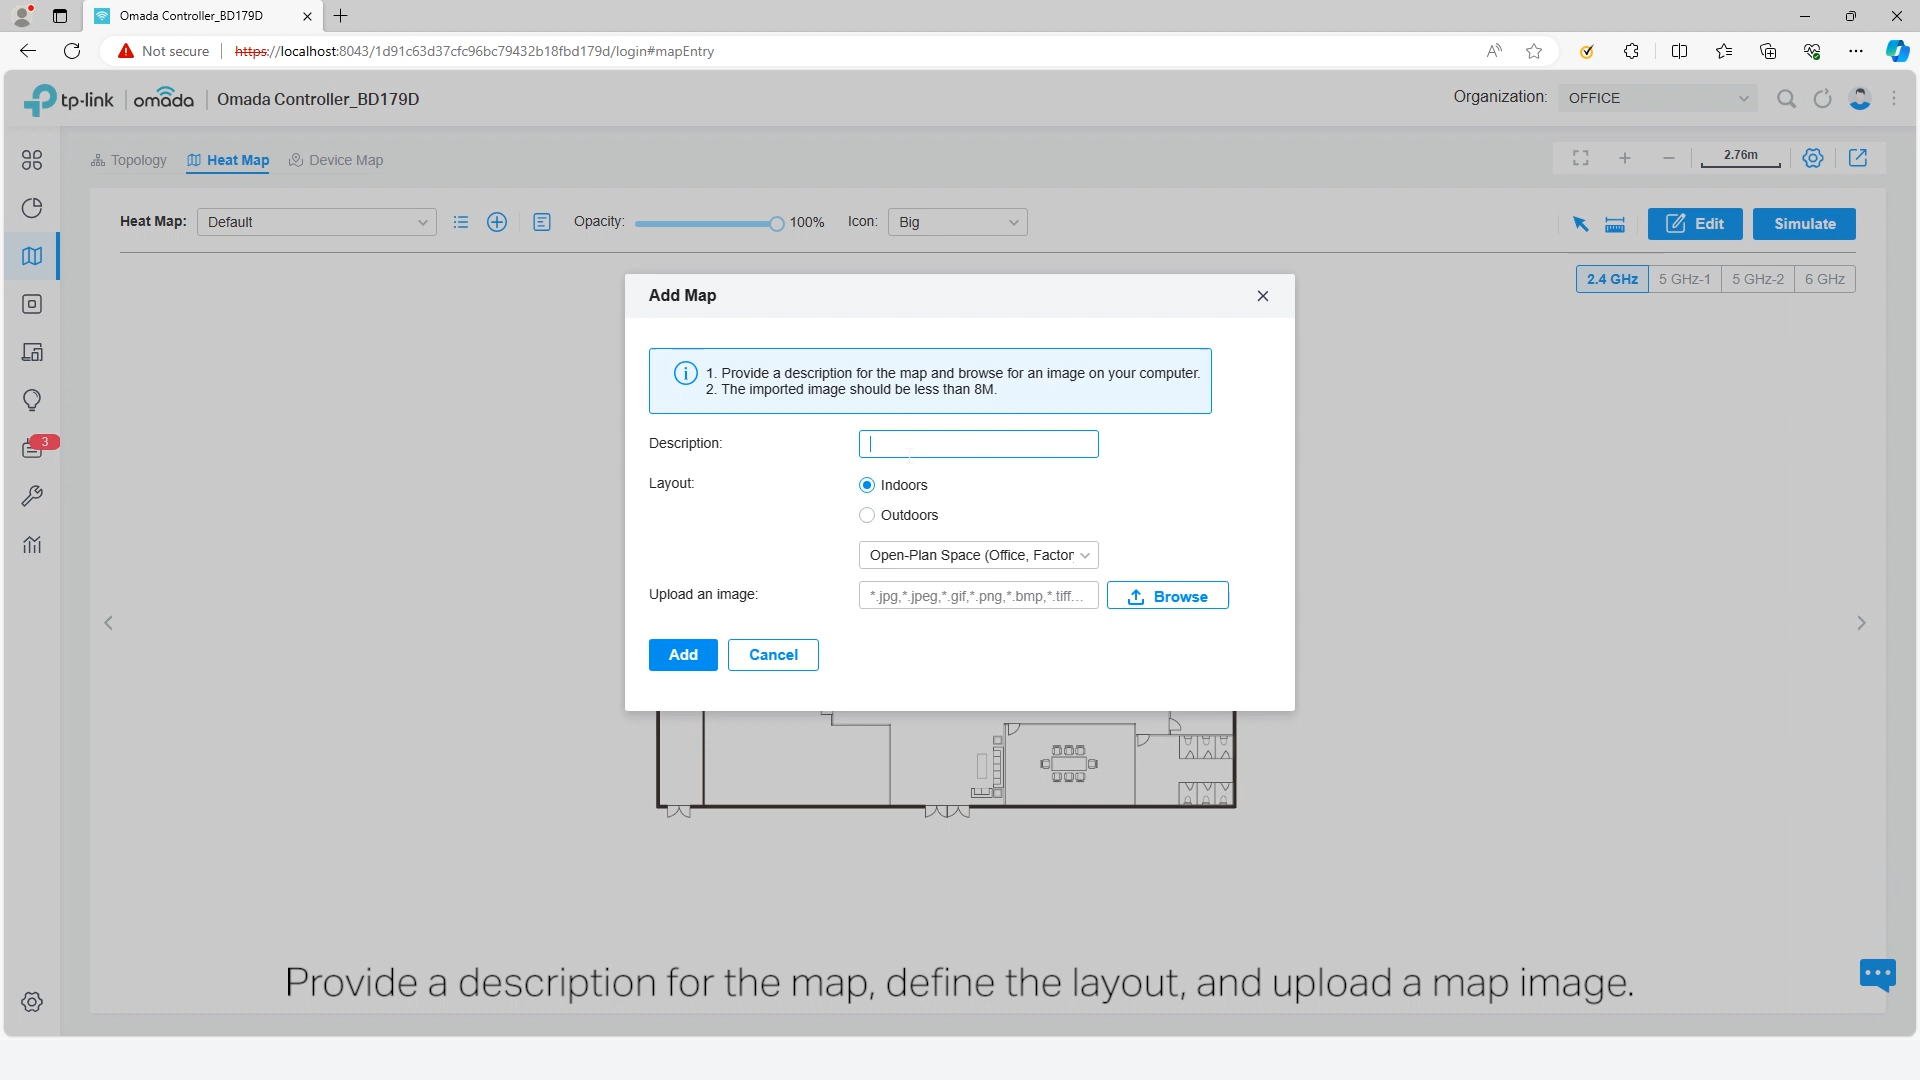 Omada Controller_BD179D
Not secure
https://localhost:8043/1d91c63d37cfc96bc79432b18fbd179d/login#mapEntry
tp-link
omada
Omada Controller_BD179D
Organization:
OFFICE
Topology
Heat Map
Device Map
2.76m
Heat Map:
Default
Opacity:
100%
Icon:
Big
Edit
Simulate
2.4 GHz
5 GHz-1
5 GHz-2
6 GHz
Add Map
1. Provide a description for the map and browse for an image on your computer.
2. The imported image should be less than 8M.
Description:
Layout:
Indoors
Outdoors
Open-Plan Space (Office, Factor
Upload an image:
*.jpg,*.jpeg,*.gif,*.png,*.bmp,*.tiff...
Browse
Add
Cancel
3
Provide a description for the map, define the layout, and upload a map image.